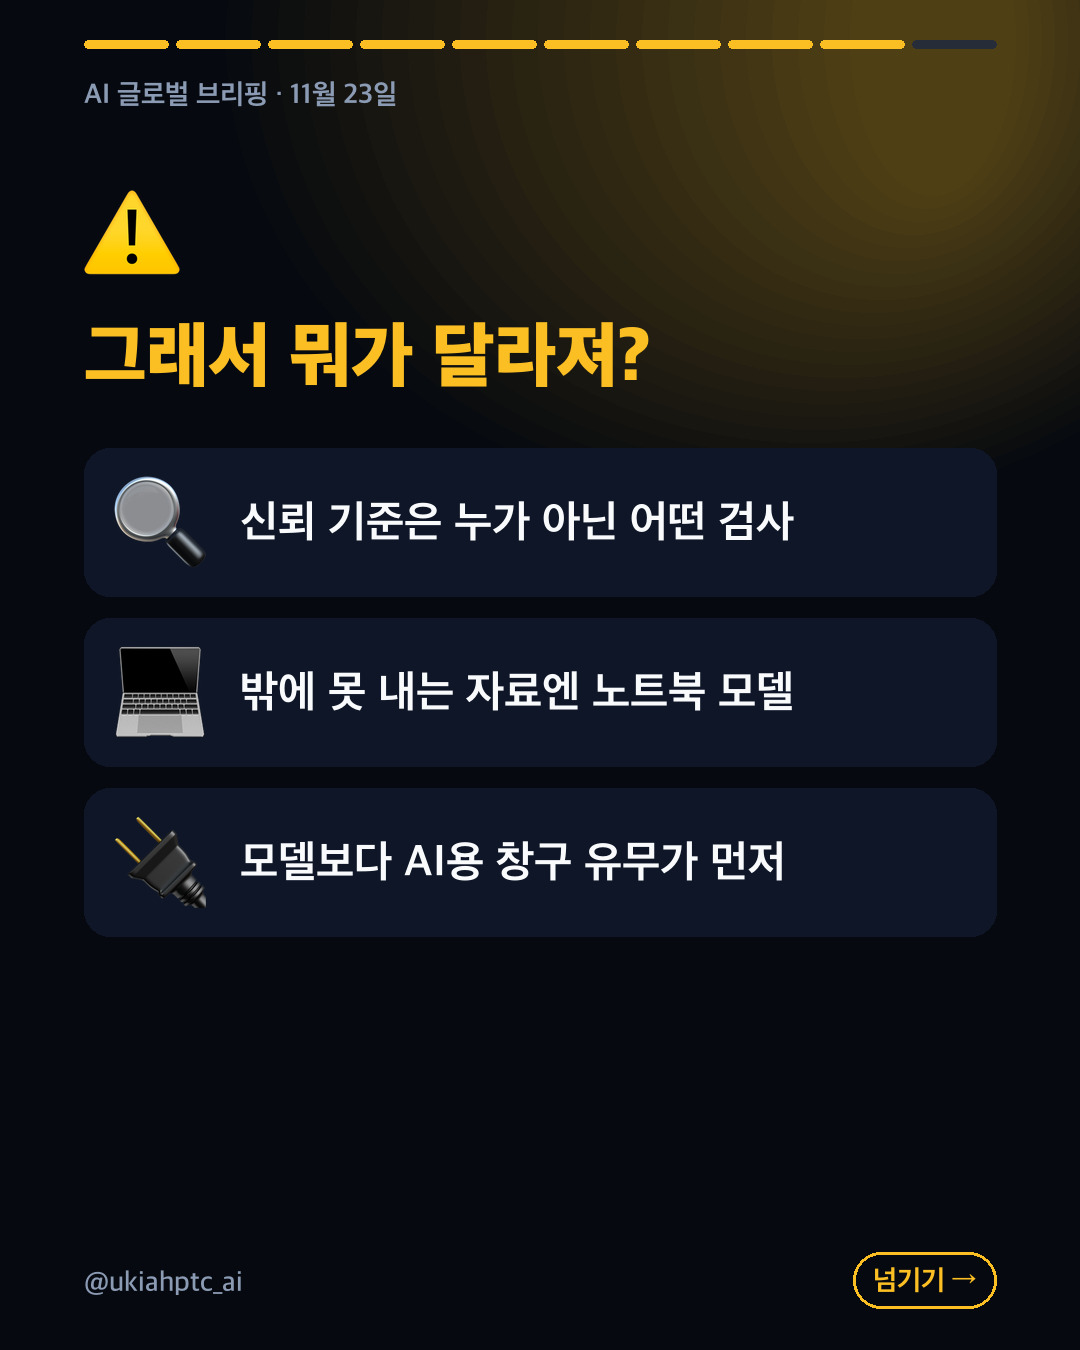 AI 글로벌 브리핑 · 11월 23일
그래서 뭐가 달라져?
신뢰 기준은 누가 아닌 어떤 검사
밖에 못 내는 자료엔 노트북 모델
모델보다 AI용 창구 유무가 먼저
@ukiahptc_ai
넘기기 →